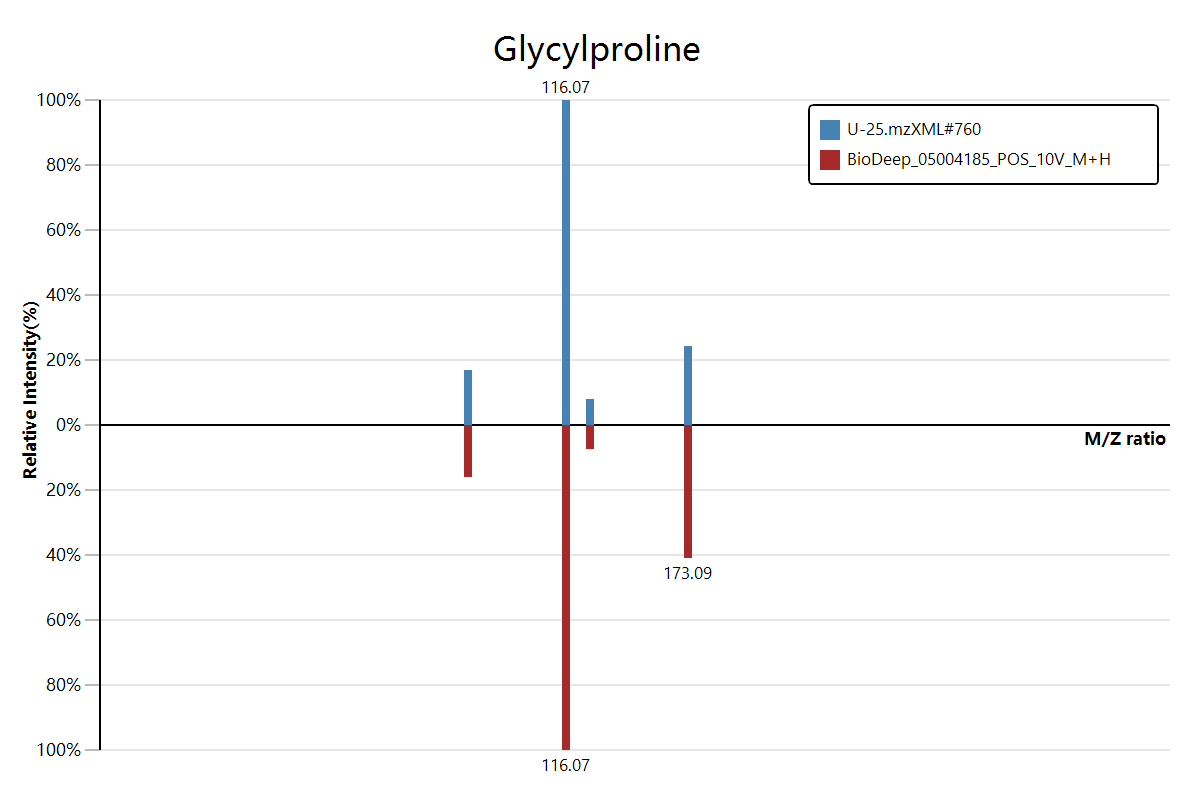 Glycylproline
116.07
100%
80%
60%
40%
20%
0%
20%
40%
60%
80%
100%
Relative Intensity(%)
U-25.mzXML#760
BioDeep_05004185_POS_10V_M+H
M/Z ratio
173.09
116.07